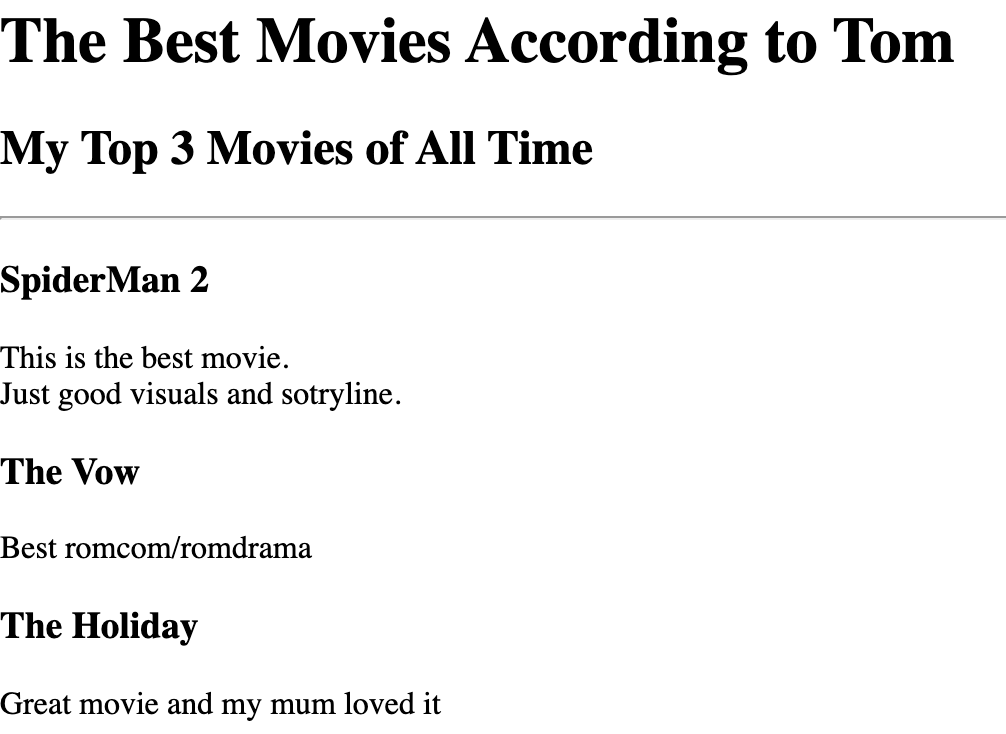 The Best Movies According to Tom
My Top 3 Movies of All Time
SpiderMan 2
This is the best movie.
Just good visuals and sotryline.
The Vow
Best romcom/romdrama
The Holiday
Great movie and my mum loved it